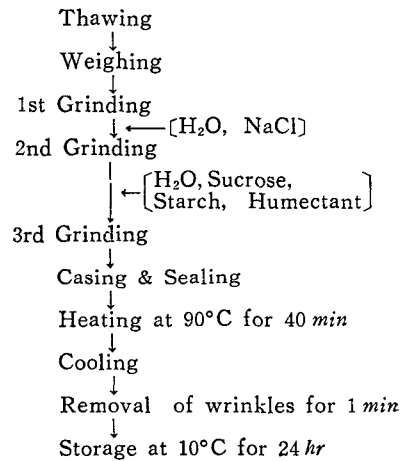 Thawing
Weighing
1st Grinding
[H₂O, NaCl]
2nd Grinding
[H₂O, Sucrose,
Starch, Humectant]
3rd Grinding
Casing & Sealing
Heating at 90°C for 40 min
Cooling
Removal of wrinkles for 1 min
Storage at 10°C for 24 hr